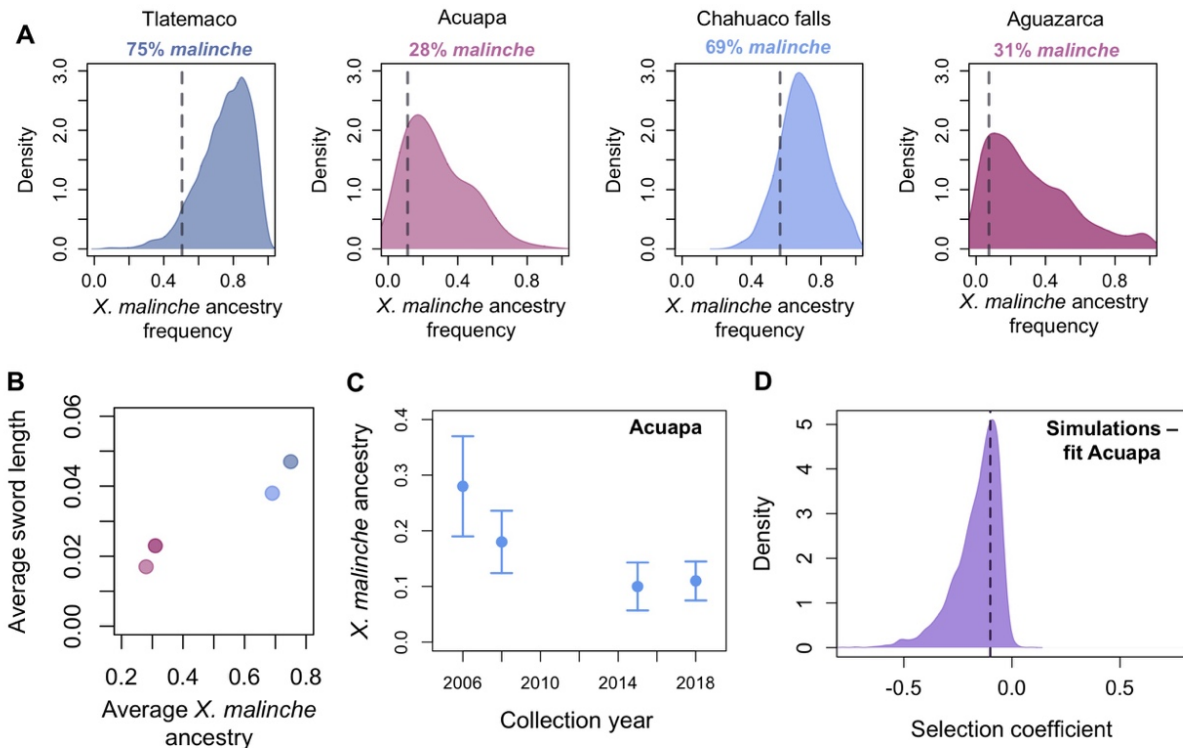 A
Tlatemaco
75% malinche
Density
0.0 1.0 2.0 3.0
0.0 0.4 0.8
X. malinche ancestry
frequency
Acuapa
28% malinche
Density
0.0 1.0 2.0 3.0
0.0 0.4 0.8
X. malinche ancestry
frequency
Chahuaco falls
69% malinche
Density
0.0 1.0 2.0 3.0
0.0 0.4 0.8
X. malinche ancestry
frequency
Aguazarca
31% malinche
Density
0.0 1.0 2.0 3.0
0.0 0.4 0.8
X. malinche ancestry
frequency
B
Average sword length
0.00 0.02 0.04 0.06
0.2 0.4 0.6 0.8
Average X. malinche
ancestry
C
Acuapa
X. malinche ancestry
0.0 0.1 0.2 0.3 0.4
2006 2010 2014 2018
Collection year
D
Simulations –
fit Acuapa
Density
0 1 2 3 4 5
-0.5 0.0 0.5
Selection coefficient